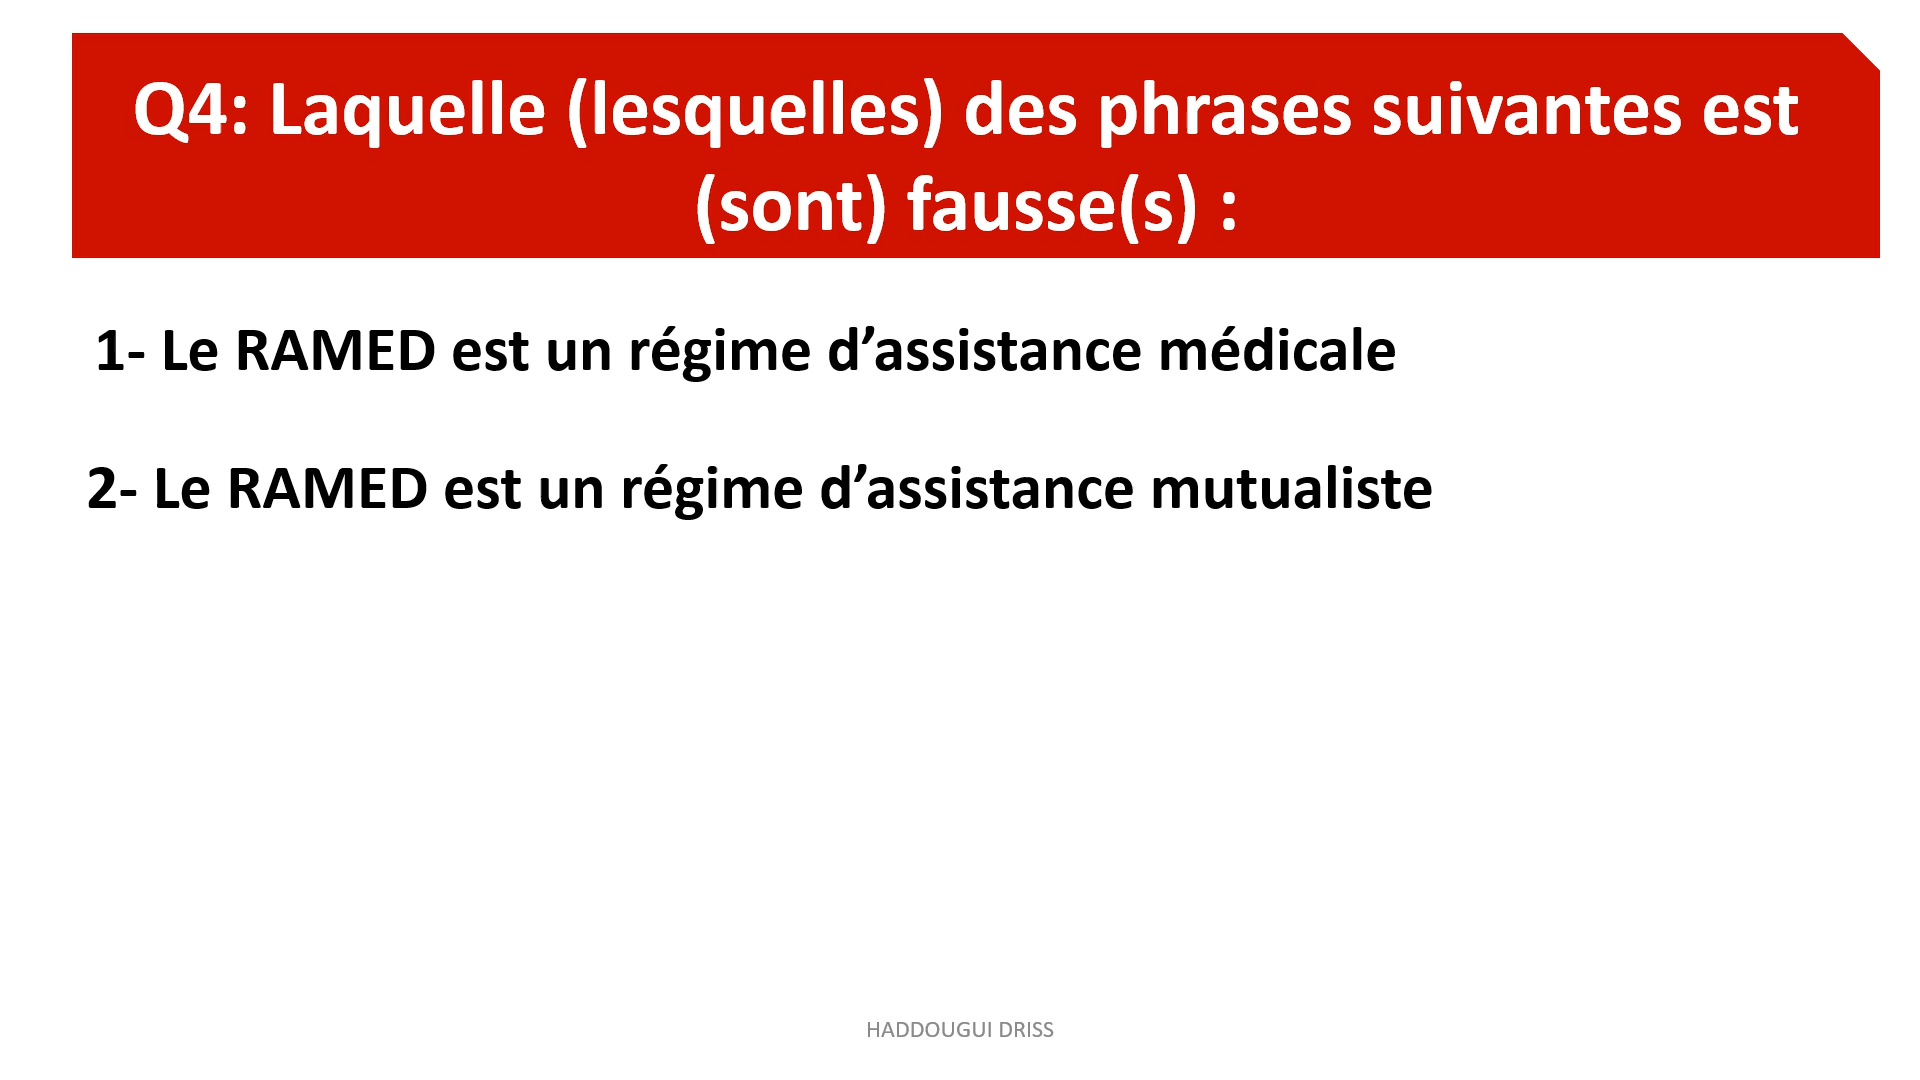 Q4: Laquelle (lesquelles) des phrases suivantes est
(sont) fausse(s) :
1- Le RAMED est un régime d’assistance médicale
2- Le RAMED est un régime d’assistance mutualiste
HADDOUGUI DRISS